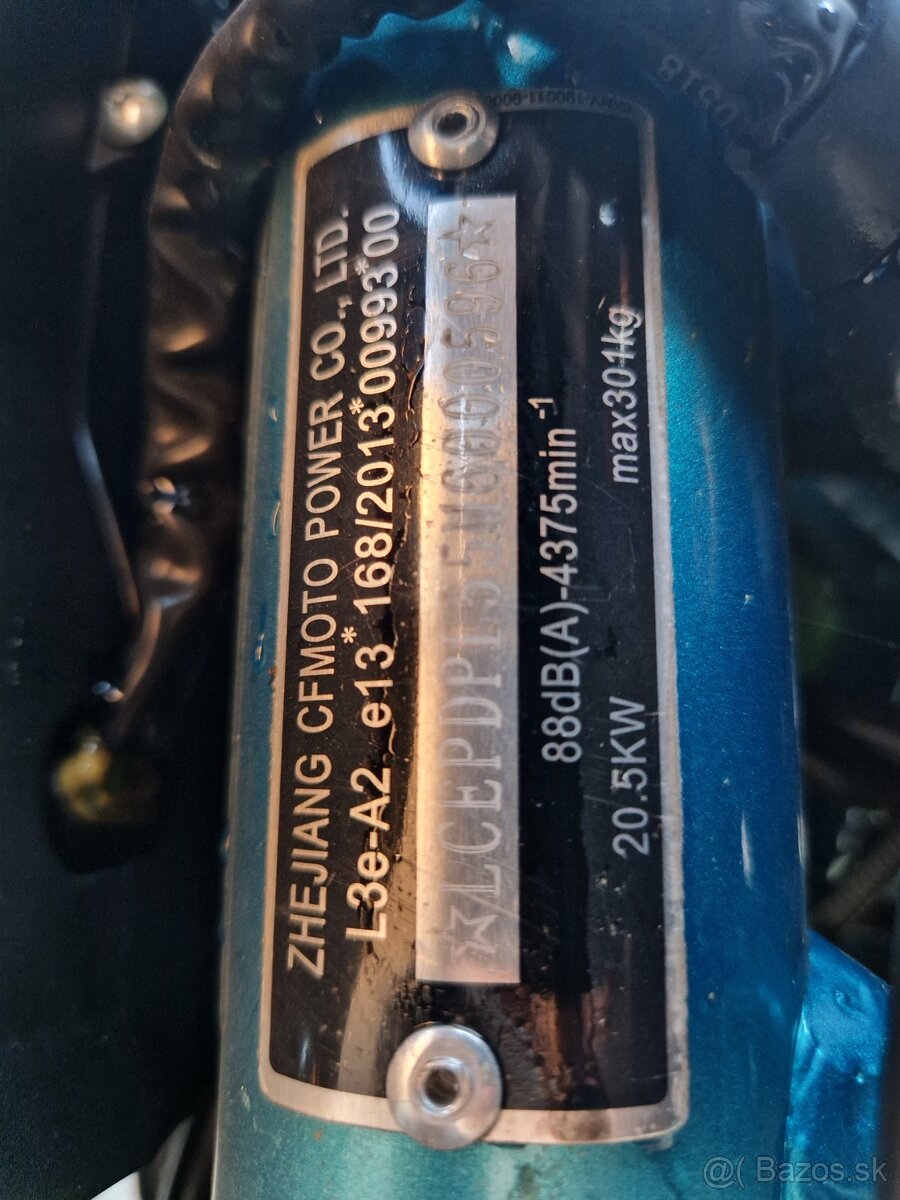 ZHEJIANG CFMOTO POWER CO., LTD.
L3e-A2 e13*168/2013*00993*00
88dB(A)-4375min⁻¹
20.5KW max301kg
@( Bazos.sk